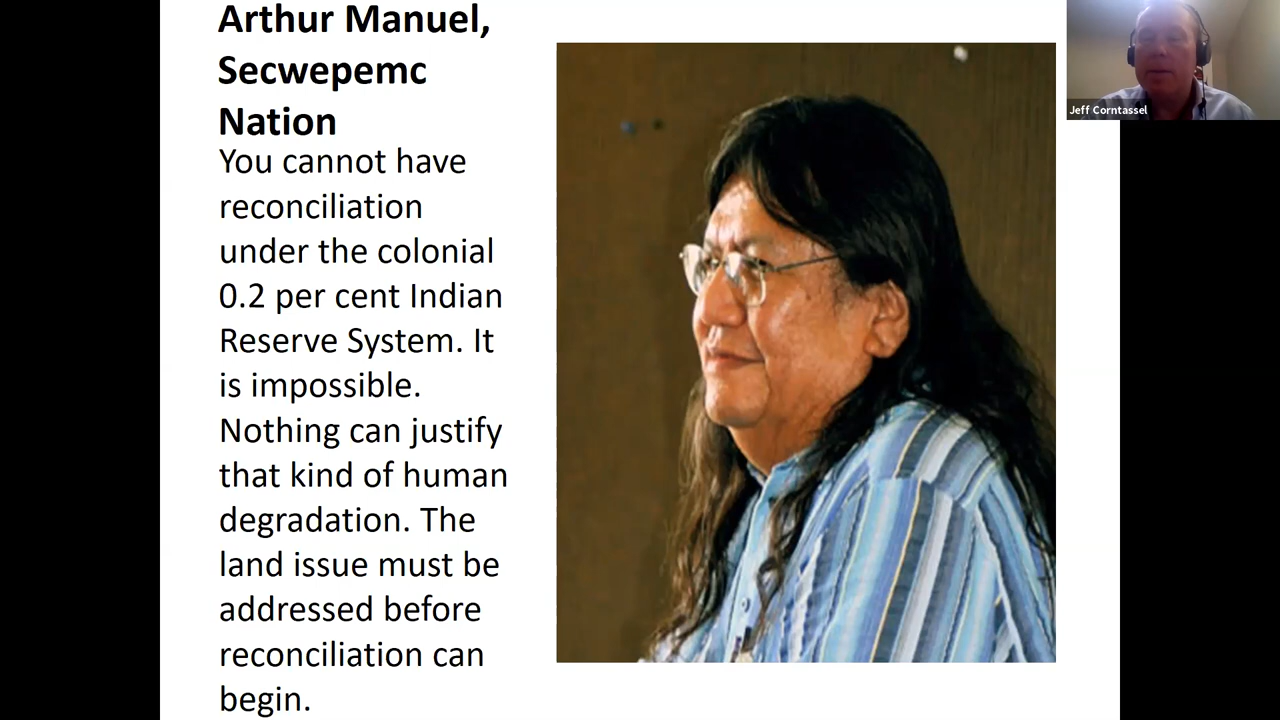 Arthur Manuel,
Secwepemc
Nation
You cannot have
reconciliation
under the colonial
0.2 per cent Indian
Reserve System. It
is impossible.
Nothing can justify
that kind of human
degradation. The
land issue must be
addressed before
reconciliation can
begin.
Jeff Corntassel